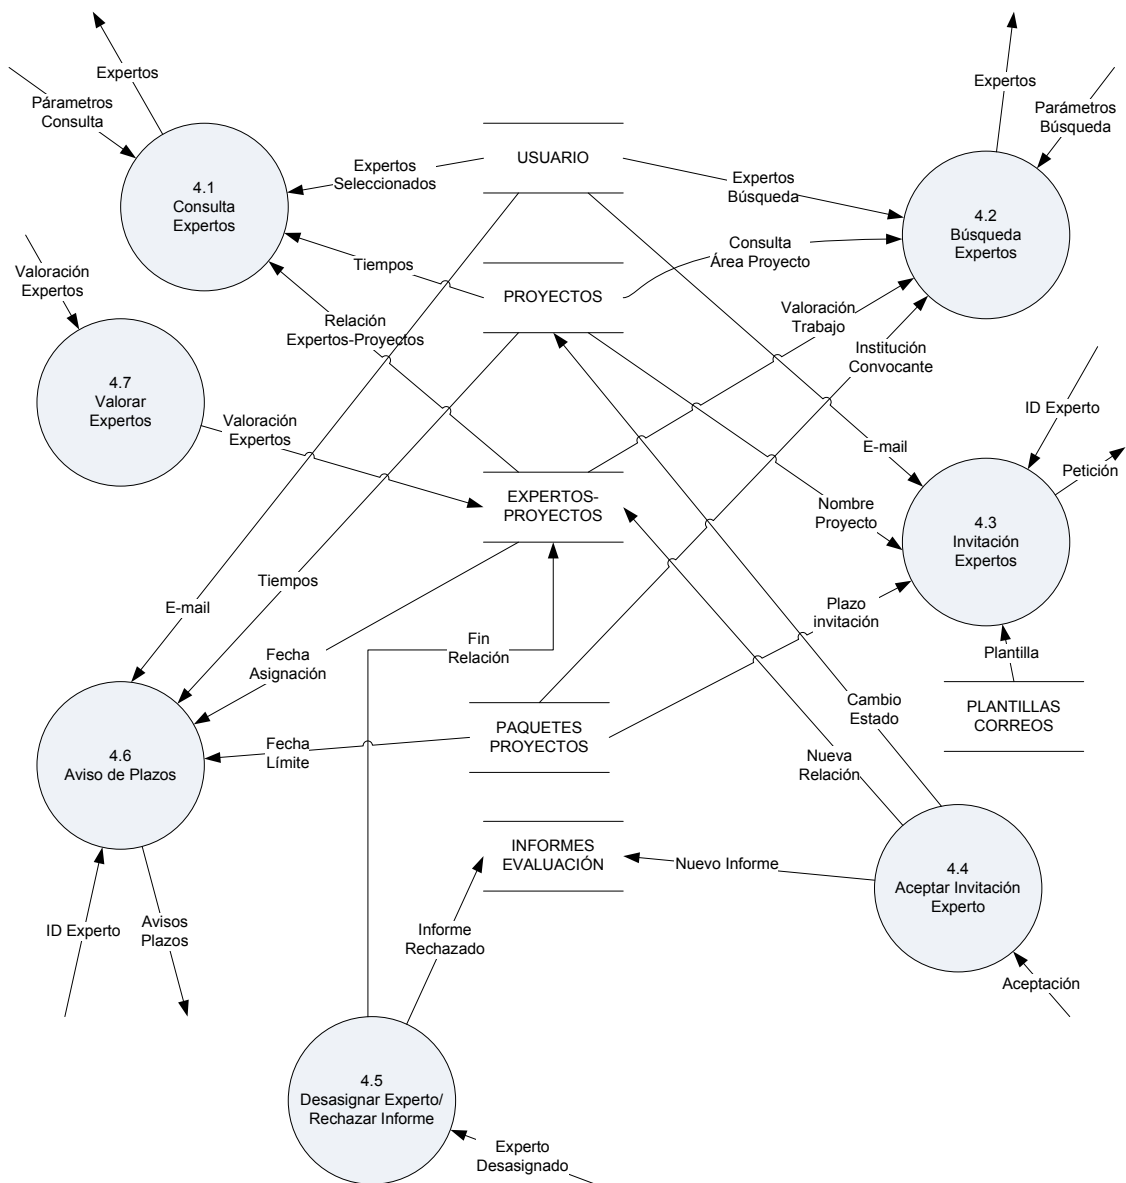 Expertos
Párametros
Consulta
4.1
Consulta
Expertos
Expertos
Seleccionados
USUARIO
Expertos
Búsqueda
Expertos
Parámetros
Búsqueda
4.2
Búsqueda
Expertos
Valoración
Expertos
Tiempos
PROYECTOS
Consulta
Área Proyecto
Relación
Expertos-Proyectos
Valoración
Trabajo
Institución
Convocante
4.7
Valorar
Expertos
Valoración
Expertos
ID Experto
E-mail
Petición
EXPERTOS-
PROYECTOS
Nombre
Proyecto
4.3
Invitación
Expertos
Tiempos
E-mail
Plazo
invitación
Fin
Relación
Fecha
Asignación
Plantilla
PLANTILLAS
CORREOS
Cambio
Estado
PAQUETES
PROYECTOS
Fecha
Límite
4.6
Aviso de Plazos
Nueva
Relación
INFORMES
EVALUACIÓN
Nuevo Informe
4.4
Aceptar Invitación
Experto
ID Experto
Avisos
Plazos
Informe
Rechazado
Aceptación
4.5
Desasignar Experto/
Rechazar Informe
Experto
Desasignado